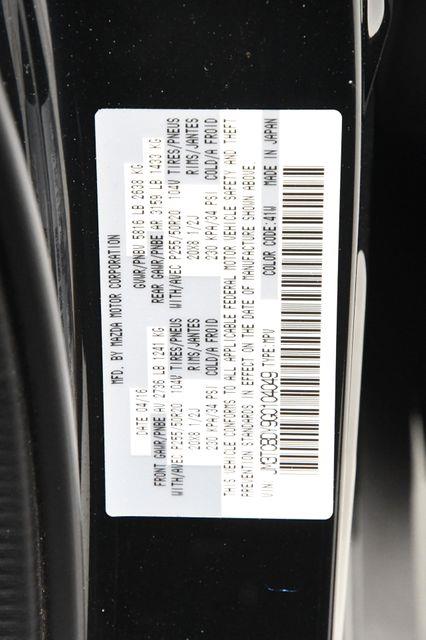 MFD. BY MAZDA MOTOR CORPORATION
DATE 04/16 GVWR/PNBV 5816 LB 2638 KG
FRONT GAWR/PNBE AV 2736 LB 1241 KG REAR GAWR/PNBE AR 3159 LB 1433 KG
WITH/AVEC P255/50R20 104V TIRES/PNEUS WITH/AVEC P255/50R20 104V TIRES/PNEUS
20X8 1/2J RIMS/JANTES 20X8 1/2J RIMS/JANTES
230 KPA/34 PSI COLD/A FROID 230 KPA/34 PSI COLD/A FROID
THIS VEHICLE CONFORMS TO ALL APPLICABLE FEDERAL MOTOR VEHICLE SAFETY AND THEFT
PREVENTION STANDARDS IN EFFECT ON THE DATE OF MANUFACTURE SHOWN ABOVE.
VIN JM3TCBDY9G0104049 TYPE:MPV COLOR CODE:41W MADE IN JAPAN